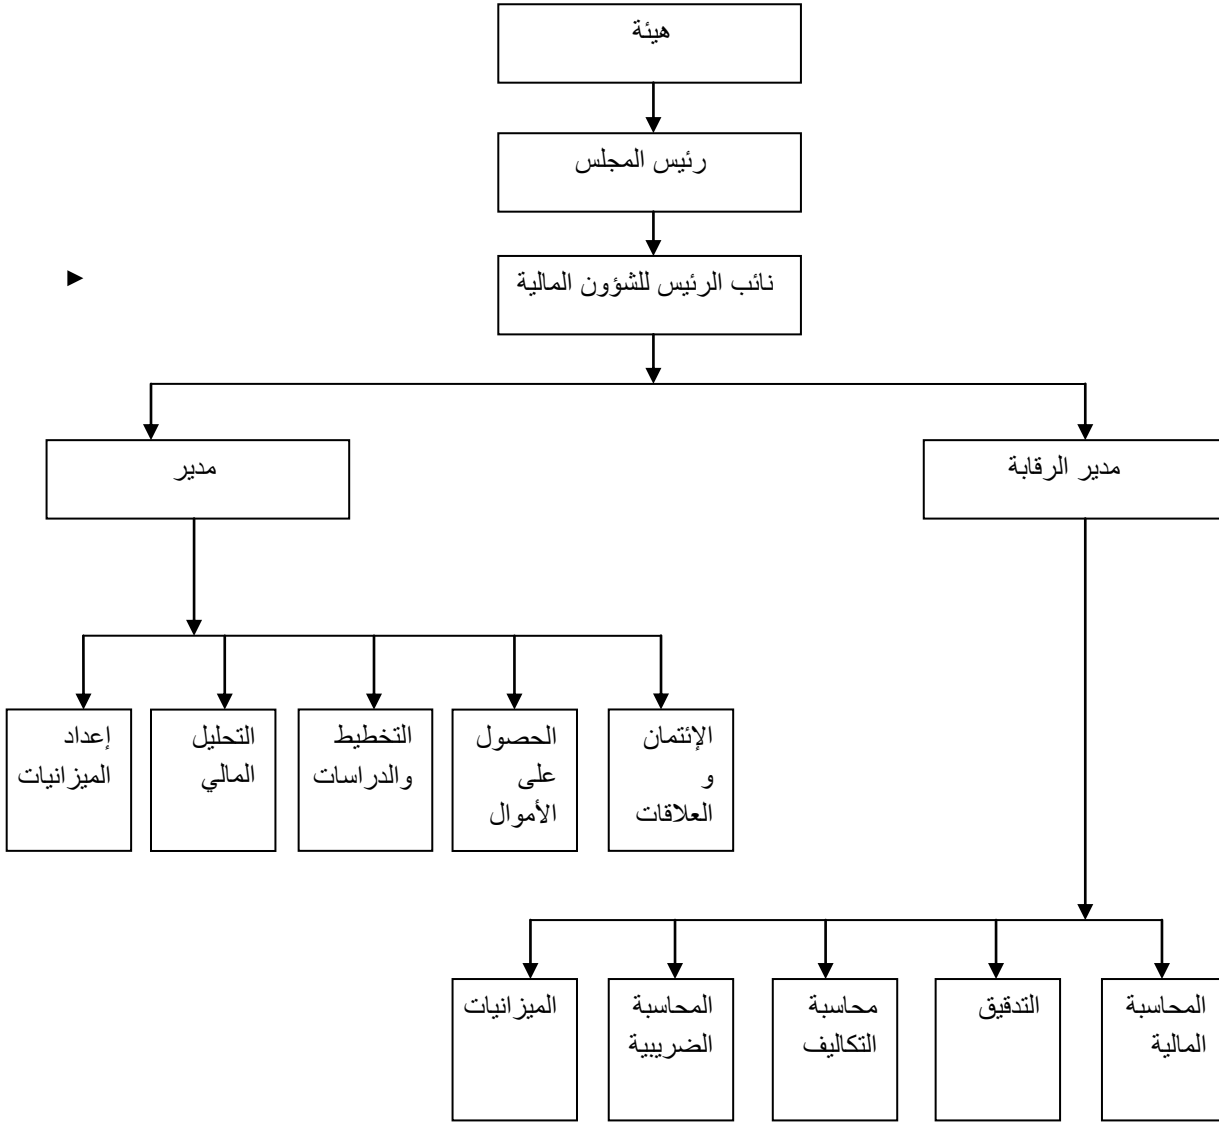 هيئة
رئيس المجلس
نائب الرئيس للشؤون المالية
مدير الرقابة
مدير
الإئتمان
و
العلاقات
الحصول
على
الأموال
التخطيط
والدراسات
التحليل
المالي
إعداد
الميزانيات
المحاسبة
المالية
التدقيق
محاسبة
التكاليف
المحاسبة
الضريبية
الميزانيات